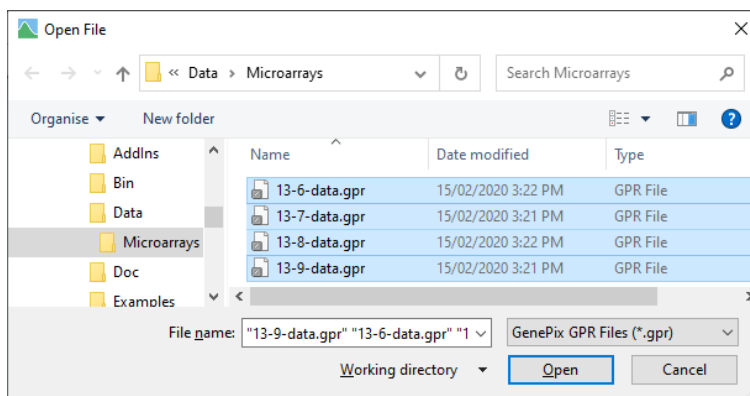 Open File
« Data > Microarrays
Search Microarrays
Organise
New folder
AddIns
Bin
Data
Microarrays
Doc
Examples
Name Date modified Type
13-6-data.gpr 15/02/2020 3:22 PM GPR File
13-7-data.gpr 15/02/2020 3:21 PM GPR File
13-8-data.gpr 15/02/2020 3:22 PM GPR File
13-9-data.gpr 15/02/2020 3:21 PM GPR File
File name: "13-9-data.gpr" "13-6-data.gpr" "1 GenePix GPR Files (*.gpr)
Working directory Open Cancel